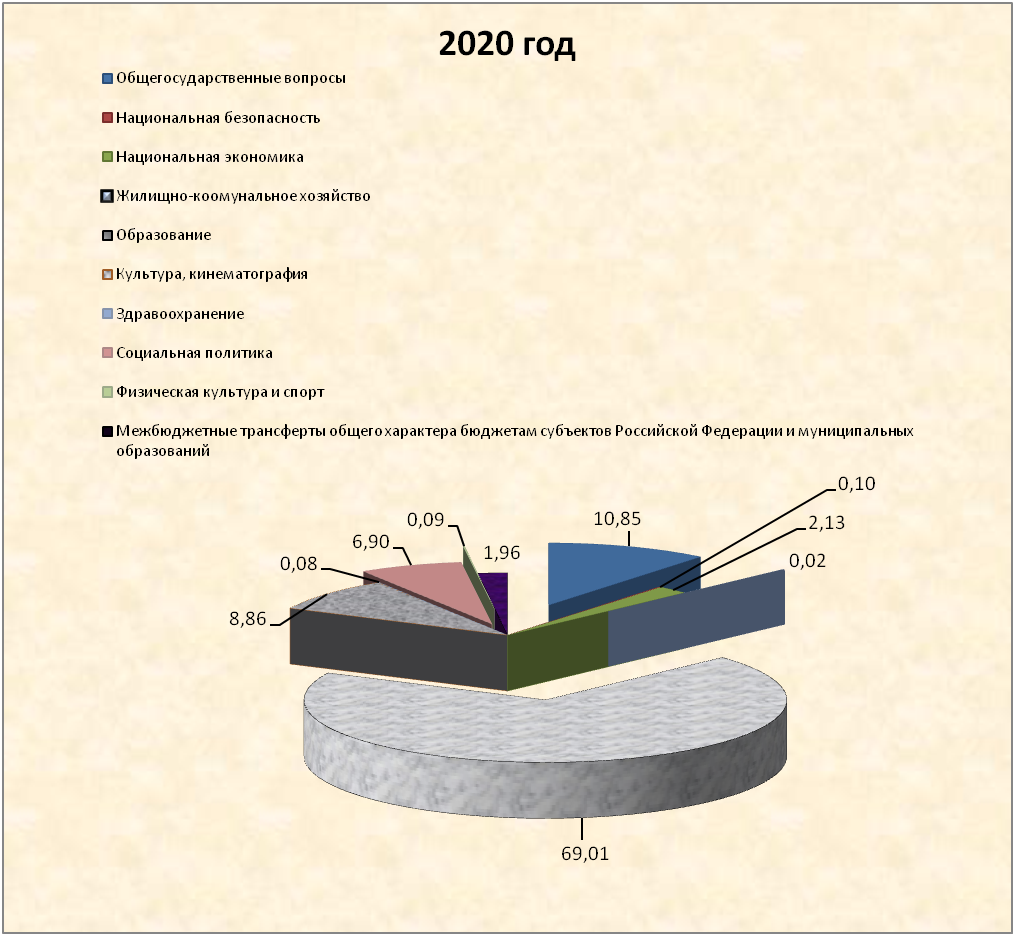 2020 год
Общегосударственные вопросы
Национальная безопасность
Национальная экономика
Жилищно-коомунальное хозяйство
Образование
Культура, кинематография
Здравоохранение
Социальная политика
Физическая культура и спорт
Межбюджетные трансферты общего характера бюджетам субъектов Российской Федерации и муниципальных
образований
0,10
10,85
0,09
2,13
6,90
1,96
0,02
0,08
8,86
69,01